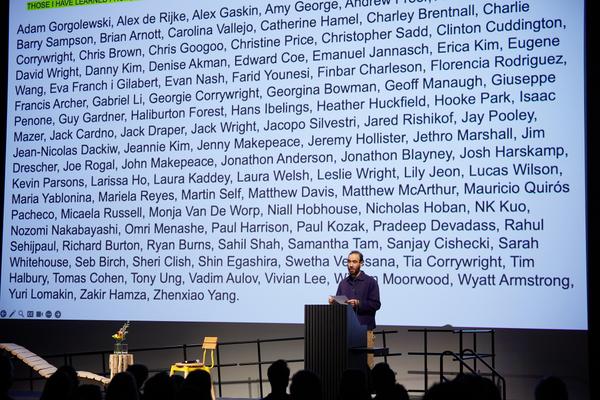 THOSE I HAVE LEARNED FROM
Adam Gorgolewski, Alex de Rijke, Alex Gaskin, Amy George, Andrew
Barry Sampson, Brian Arnott, Carolina Vallejo, Catherine Hamel, Charley Brentnall, Charlie
Corrywright, Chris Brown, Chris Googoo, Christine Price, Christopher Sadd, Clinton Cuddington,
David Wright, Danny Kim, Denise Akman, Edward Coe, Emanuel Jannasch, Erica Kim, Eugene
Wang, Eva Franch i Gilabert, Evan Nash, Farid Younesi, Finbar Charleson, Florencia Rodriguez,
Francis Archer, Gabriel Li, Georgie Corrywright, Georgina Bowman, Geoff Manaugh, Giuseppe
Penone, Guy Gardner, Haliburton Forest, Hans Ibelings, Heather Huckfield, Hooke Park, Isaac
Mazer, Jack Cardno, Jack Draper, Jack Wright, Jacopo Silvestri, Jared Rishikof, Jay Pooley,
Jean-Nicolas Dackiw, Jeannie Kim, Jenny Makepeace, Jeremy Hollister, Jethro Marshall, Jim
Drescher, Joe Rogal, John Makepeace, Jonathon Anderson, Jonathon Blayney, Josh Harskamp,
Kevin Parsons, Larissa Ho, Laura Kaddey, Laura Welsh, Leslie Wright, Lily Jeon, Lucas Wilson,
Maria Yablonina, Mariela Reyes, Martin Self, Matthew Davis, Matthew McArthur, Mauricio Quirós
Pacheco, Micaela Russell, Monja Van De Worp, Niall Hobhouse, Nicholas Hoban, NK Kuo,
Nozomi Nakabayashi, Omri Menashe, Paul Harrison, Paul Kozak, Pradeep Devadass, Rahul
Sehijpaul, Richard Burton, Ryan Burns, Sahil Shah, Samantha Tam, Sanjay Cishecki, Sarah
Whitehouse, Seb Birch, Sheri Clish, Shin Egashira, Swetha Tia Corrywright, Tim
Halbury, Tomas Cohen, Tony Ung, Vadim Aulov, Vivian Lee, Moorwood, Wyatt Armstrong,
Yuri Lomakin, Zakir Hamza, Zhenxiao Yang.